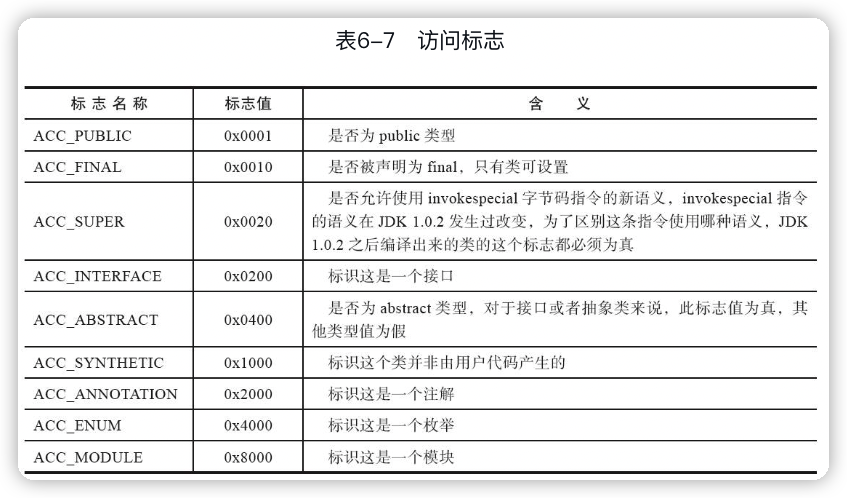 表6-7 访问标志
标志名称 标志值 含 义
ACC_PUBLIC 0x0001 是否为 public 类型
ACC_FINAL 0x0010 是否被声明为 final，只有类可设置
ACC_SUPER 0x0020 是否允许使用 invokespecial 字节码指令的新语义，invokespecial 指令
的语义在 JDK 1.0.2 发生过改变，为了区别这条指令使用哪种语义，JDK
1.0.2 之后编译出来的类的这个标志都必须为真
ACC_INTERFACE 0x0200 标识这是一个接口
ACC_ABSTRACT 0x0400 是否为 abstract 类型，对于接口或者抽象类来说，此标志值为真，其
他类型值为假
ACC_SYNTHETIC 0x1000 标识这个类并非由用户代码产生的
ACC_ANNOTATION 0x2000 标识这是一个注解
ACC_ENUM 0x4000 标识这是一个枚举
ACC_MODULE 0x8000 标识这是一个模块